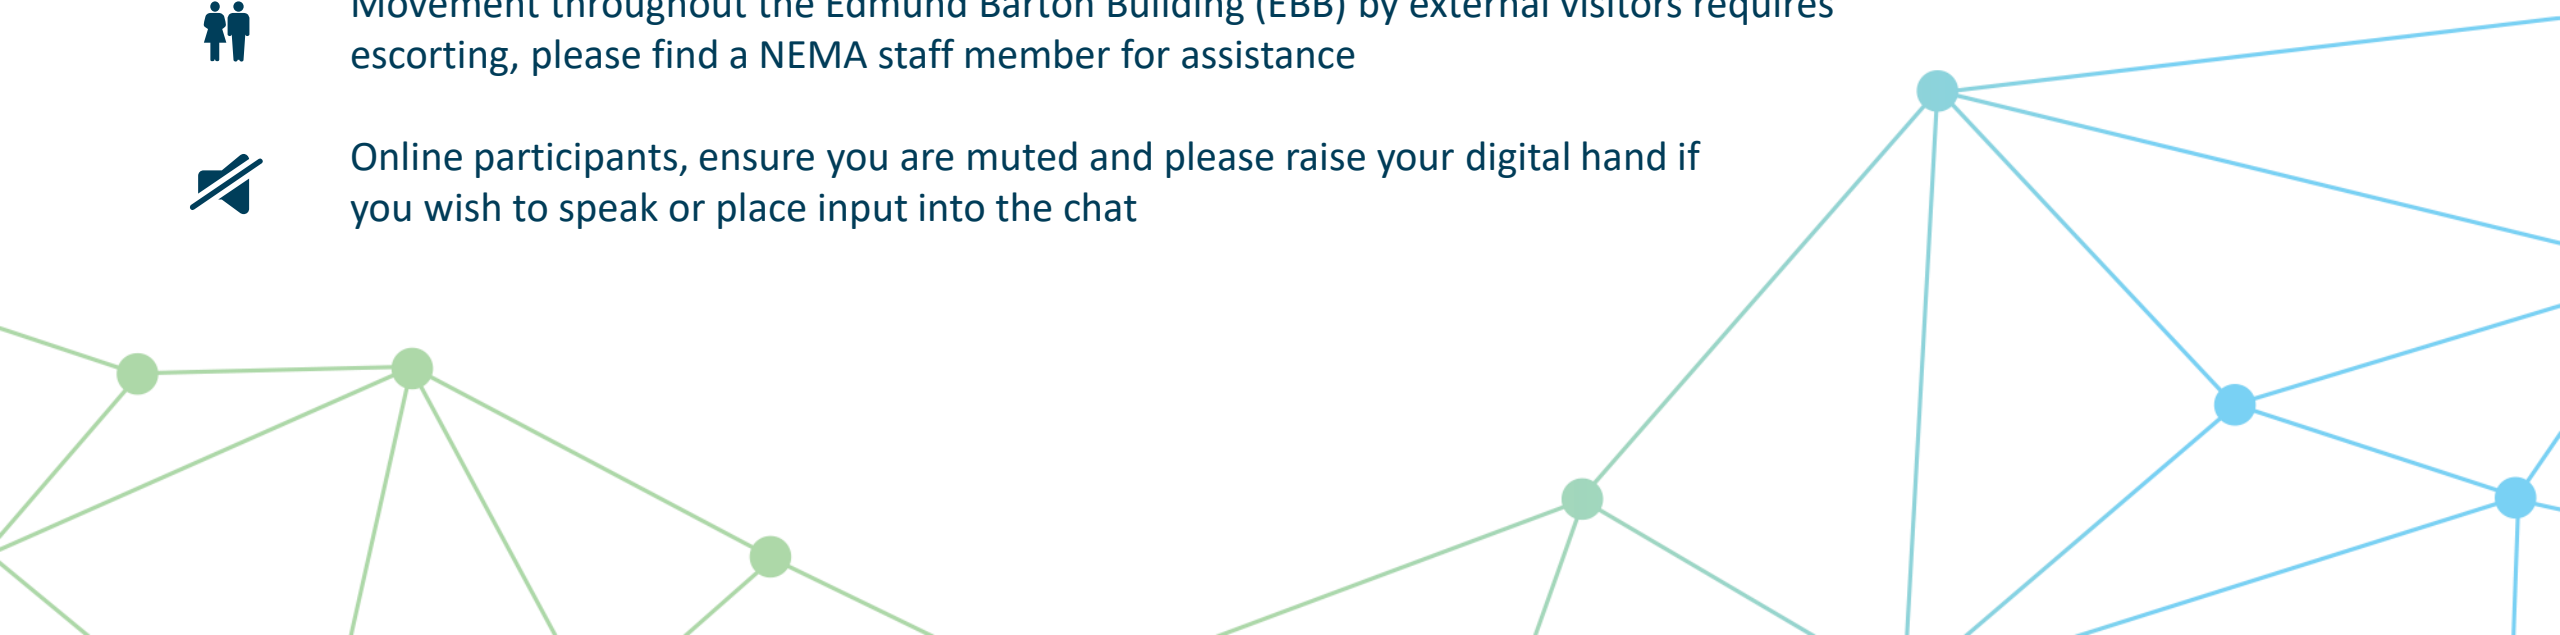 Movement throughout the Edmund Barton Building (EBB) by external visitors requires
escorting, please find a NEMA staff member for assistance
Online participants, ensure you are muted and please raise your digital hand if
you wish to speak or place input into the chat